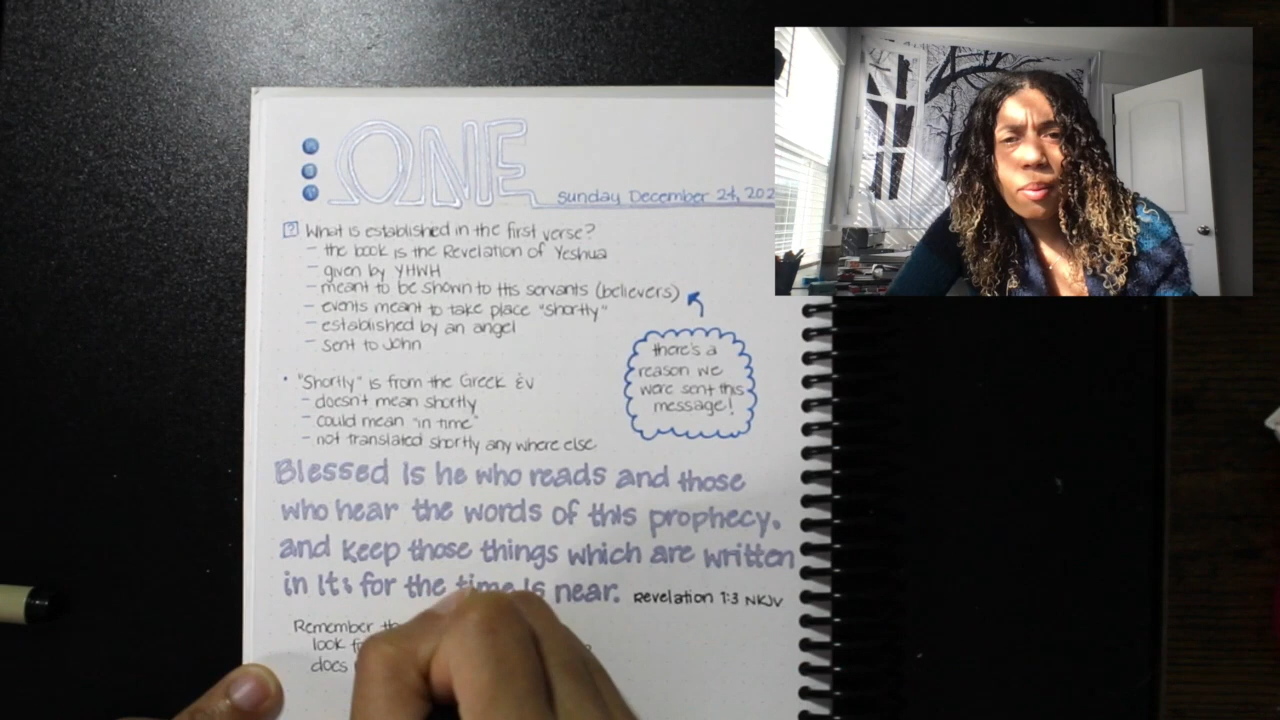 ONE
Sunday December 24, 202
? What is established in the first verse?
- the book is the Revelation of Yeshua
- given by YHWH
- meant to be shown to His servants (believers)
- events meant to take place "shortly"
- established by an angel
- sent to John
there's a
reason we
were sent this
message!
• "Shortly" is from the Greek ἐν
- doesn't mean shortly
- could mean "in time"
- not translated shortly any where else
Blessed is he who reads and those
who hear the words of this prophecy,
and keep those things which are written
in it; for the time is near. Revelation 1:3 NKJV
Remember
look
does